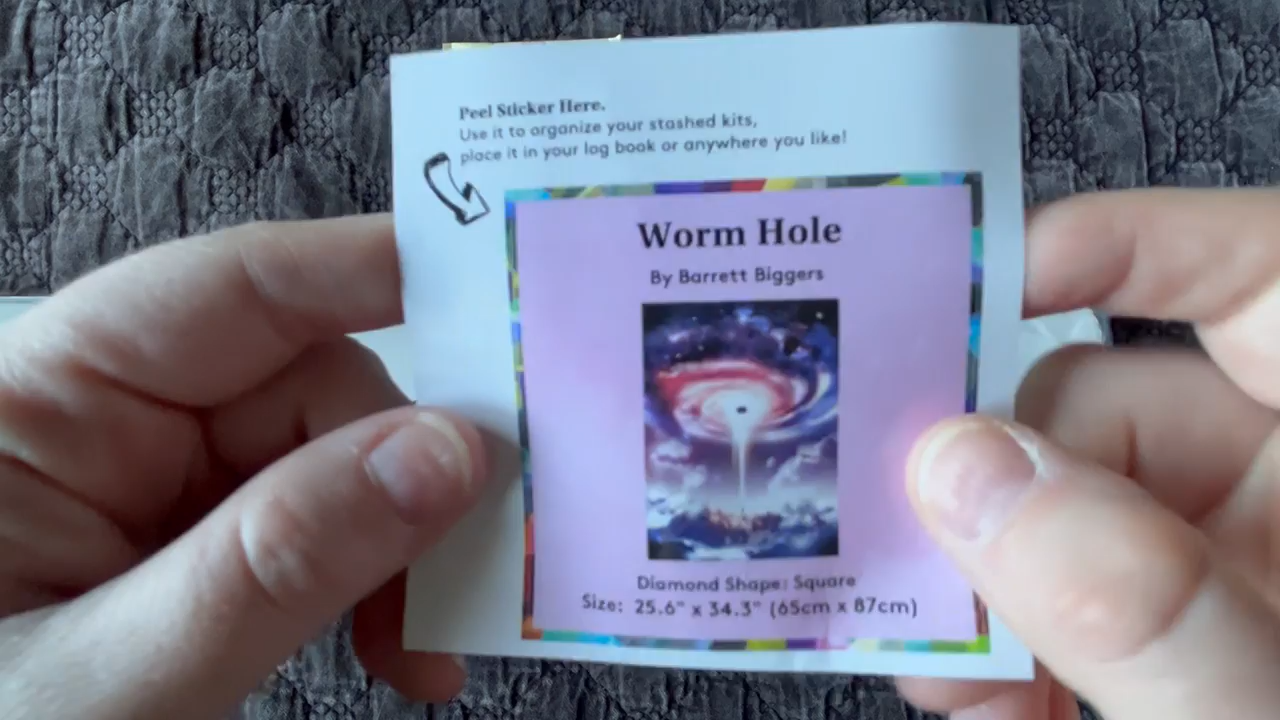 Peel Sticker Here.
Use it to organize your stashed kits,
place it in your log book or anywhere you like!
Worm Hole
By Barrett Biggers
Diamond Shape: Square
Size: 25.6" x 34.3" (65cm x 87cm)